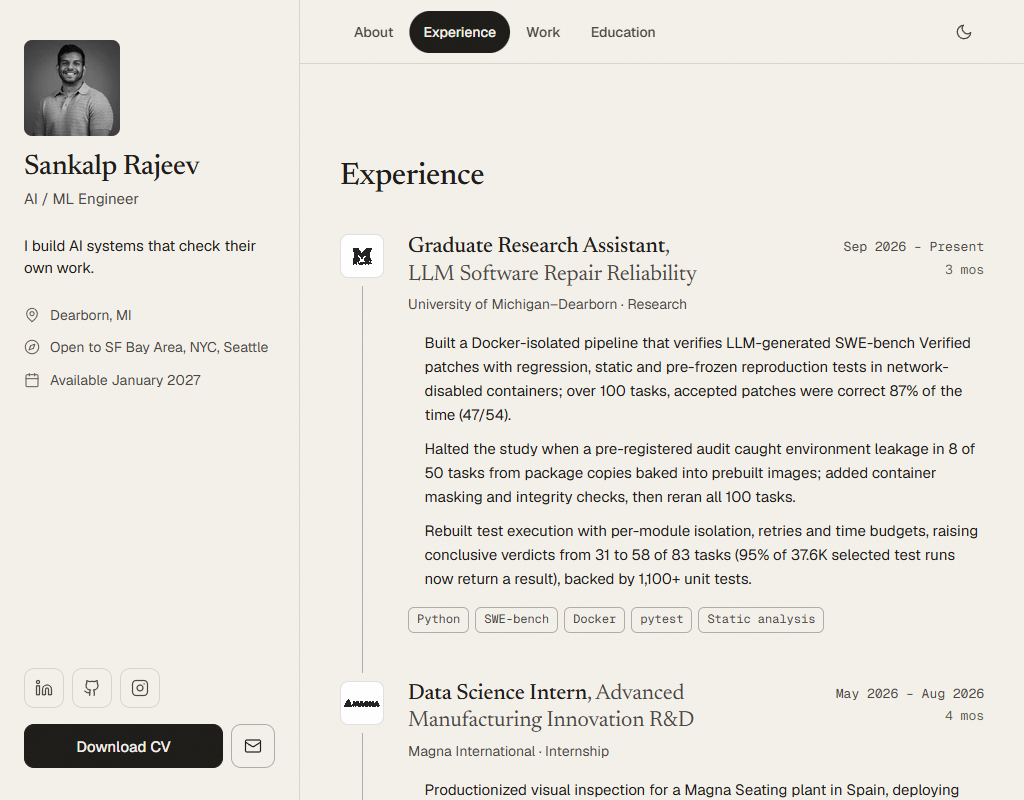 About
Experience
Work
Education
Sankalp Rajeev
AI / ML Engineer
I build AI systems that check their
own work.
Dearborn, MI
Open to SF Bay Area, NYC, Seattle
Available January 2027
Download CV
Experience
Graduate Research Assistant,
LLM Software Repair Reliability
Sep 2026 – Present
3 mos
University of Michigan–Dearborn · Research
Built a Docker-isolated pipeline that verifies LLM-generated SWE-bench Verified
patches with regression, static and pre-frozen reproduction tests in network-
disabled containers; over 100 tasks, accepted patches were correct 87% of the
time (47/54).
Halted the study when a pre-registered audit caught environment leakage in 8 of
50 tasks from package copies baked into prebuilt images; added container
masking and integrity checks, then reran all 100 tasks.
Rebuilt test execution with per-module isolation, retries and time budgets, raising
conclusive verdicts from 31 to 58 of 83 tasks (95% of 37.6K selected test runs
now return a result), backed by 1,100+ unit tests.
Python
SWE-bench
Docker
pytest
Static analysis
MAGNA
Data Science Intern, Advanced
Manufacturing Innovation R&D
May 2026 – Aug 2026
4 mos
Magna International · Internship
Productionized visual inspection for a Magna Seating plant in Spain, deploying